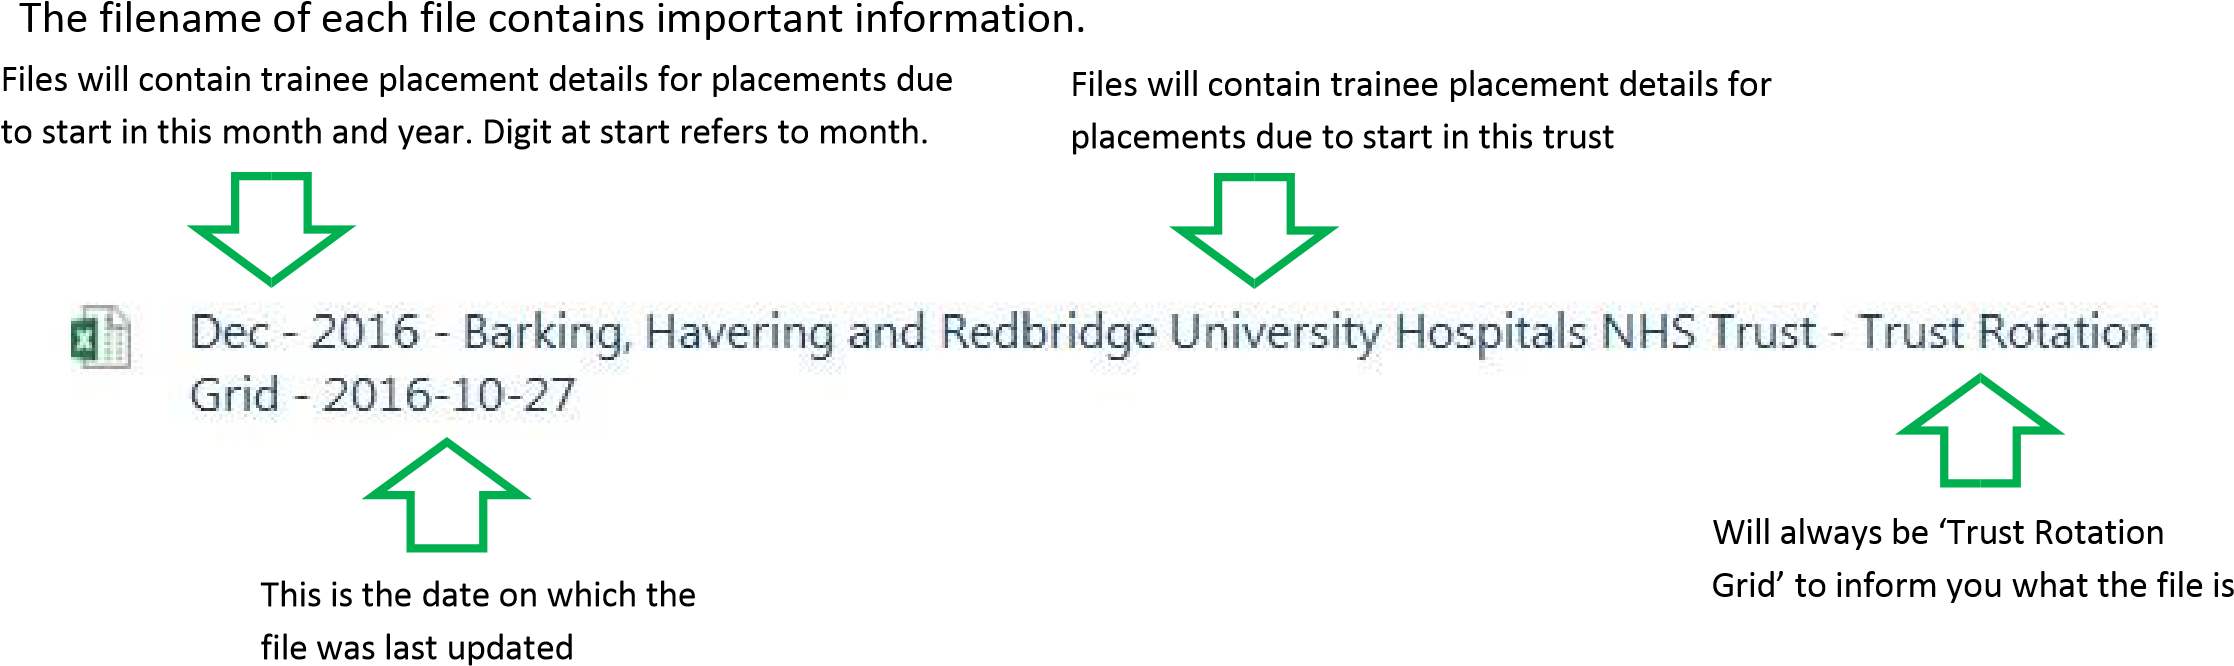 The filename of each file contains important information.
Files will contain trainee placement details for placements due
to start in this month and year. Digit at start refers to month.
Files will contain trainee placement details for
placements due to start in this trust
Dec - 2016 - Barking, Havering and Redbridge University Hospitals NHS Trust - Trust Rotation
Grid - 2016-10-27
This is the date on which the
file was last updated
Will always be ‘Trust Rotation
Grid’ to inform you what the file is